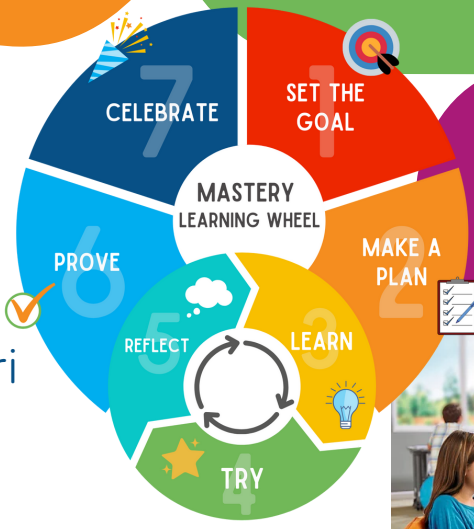 7
CELEBRATE
1
SET THE
GOAL
MASTERY
LEARNING WHEEL
6
PROVE
2
MAKE A
PLAN
5
REFLECT
3
LEARN
4
TRY
ri